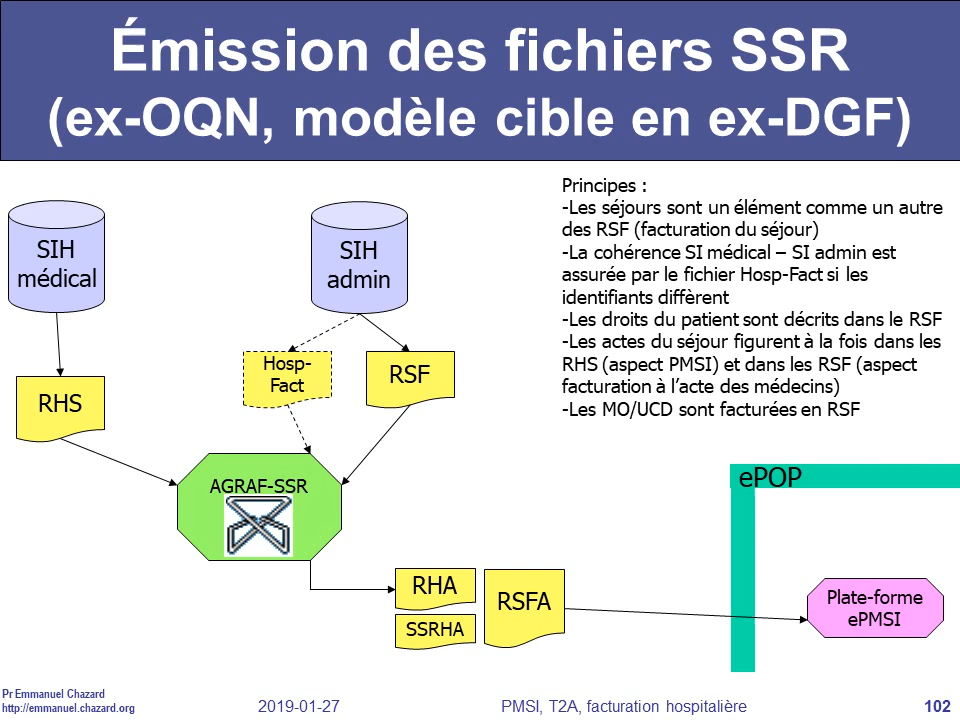 Émission des fichiers SSR
(ex-OQN, modèle cible en ex-DGF)
Principes :
-Les séjours sont un élément comme un autre
des RSF (facturation du séjour)
-La cohérence SI médical – SI admin est
assurée par le fichier Hosp-Fact si les
identifiants diffèrent
-Les droits du patient sont décrits dans le RSF
-Les actes du séjour figurent à la fois dans les
RHS (aspect PMSI) et dans les RSF (aspect
facturation à l’acte des médecins)
-Les MO/UCD sont facturées en RSF
SIH
médical
SIH
admin
Hosp-
Fact
RSF
RHS
AGRAF-SSR
ePOP
RHA
SSRHA
RSFA
Plate-forme
ePMSI
Pr Emmanuel Chazard
http://emmanuel.chazard.org
2019-01-27
PMSI, T2A, facturation hospitalière
102